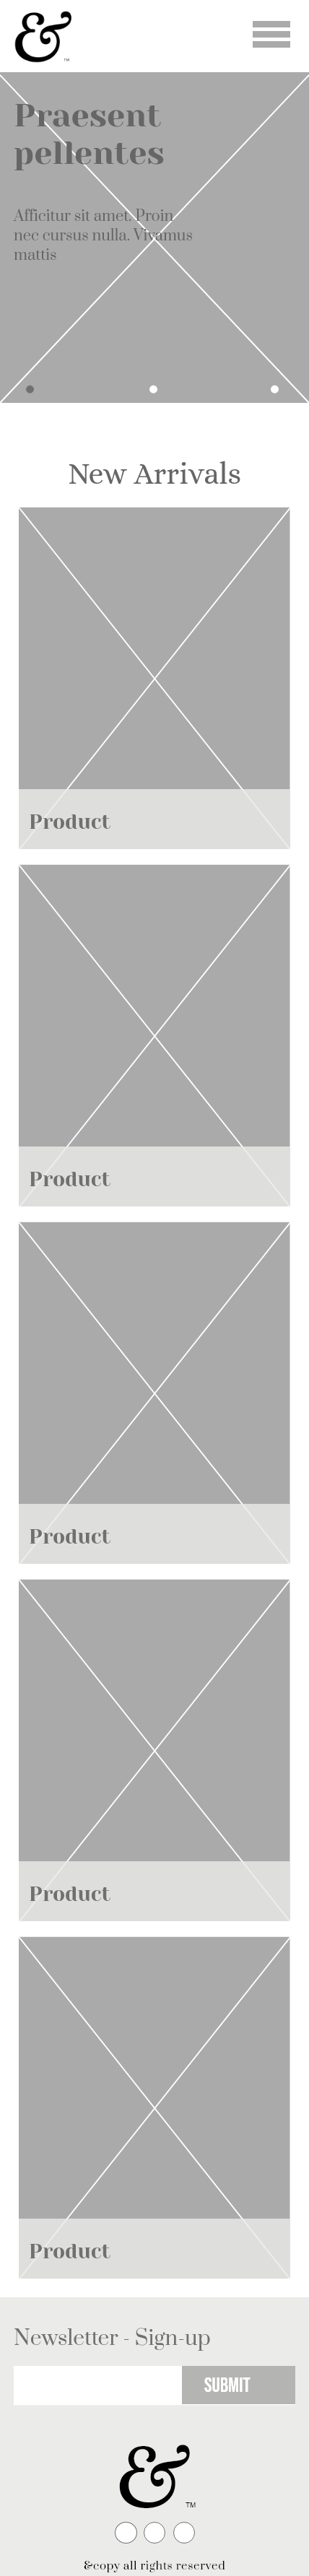 &
TM
Praesent
pellentes
Afficitur sit amet. Proin
nec cursus nulla. Vivamus
mattis
New Arrivals
Product
Product
Product
Product
Product
Newsletter - Sign-up
SUBMIT
&
TM
&copy all rights reserved